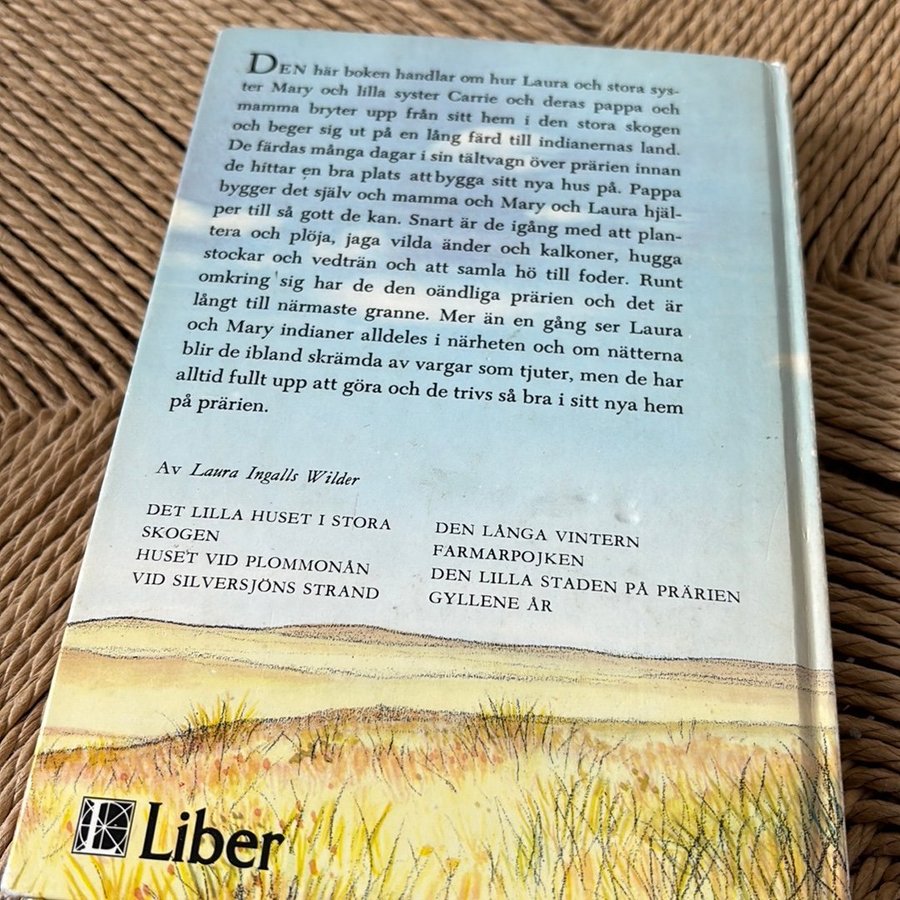 DEN här boken handlar om hur Laura och stora sys-
ter Mary och lilla syster Carrie och deras pappa och
mamma bryter upp från sitt hem i den stora skogen
och beger sig ut på en lång färd till indianernas land.
De färdas många dagar i sin tältvagn över prärien innan
de hittar en bra plats att bygga sitt nya hus på. Pappa
bygger det själv och mamma och Mary och Laura hjäl-
per till så gott de kan. Snart är de igång med att plan-
tera och plöja, jaga vilda änder och kalkoner, hugga
stockar och vedträn och att samla hö till foder. Runt
omkring sig har de den oändliga prärien och det är
långt till närmaste granne. Mer än en gång ser Laura
och Mary indianer alldeles i närheten och om nätterna
blir de ibland skrämda av vargar som tjuter, men de har
alltid fullt upp att göra och de trivs så bra i sitt nya hem
på prärien.
Av Laura Ingalls Wilder
DET LILLA HUSET I STORA
SKOGEN
HUSET VID PLOMMONÅN
VID SILVERSJÖNS STRAND
DEN LÅNGA VINTERN
FARMARPOJKEN
DEN LILLA STADEN PÅ PRÄRIEN
GYLLENE ÅR
Liber